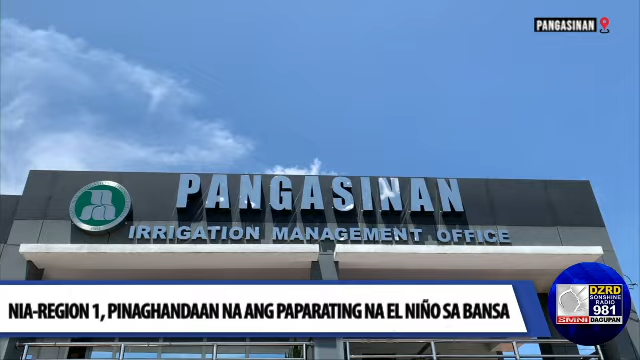 PANGASINAN
PANGASINAN
IRRIGATION MANAGEMENT OFFICE
NIA-REGION 1, PINAGHANDAAN NA ANG PAPARATING NA EL NIÑO SA BANSA
DZRD
SONSHINE
RADIO
981
SMNI DAGUPAN